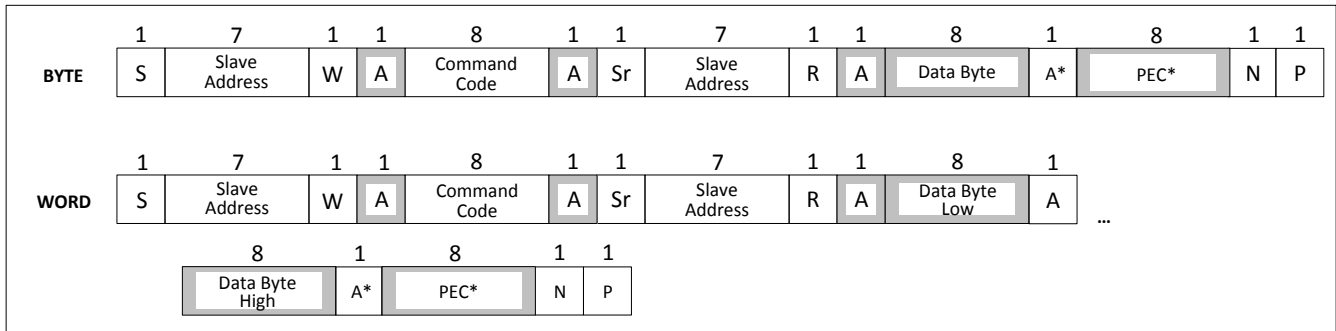 1 7 1 1 8 1 1 7 1 1 8 1 8 1 1
BYTE S Slave Address W A Command Code A Sr Slave Address R A Data Byte A* PEC* N P
1 7 1 1 8 1 1 7 1 1 8 1
WORD S Slave Address W A Command Code A Sr Slave Address R A Data Byte Low A ...
8 1 8 1 1
Data Byte High A* PEC* N P